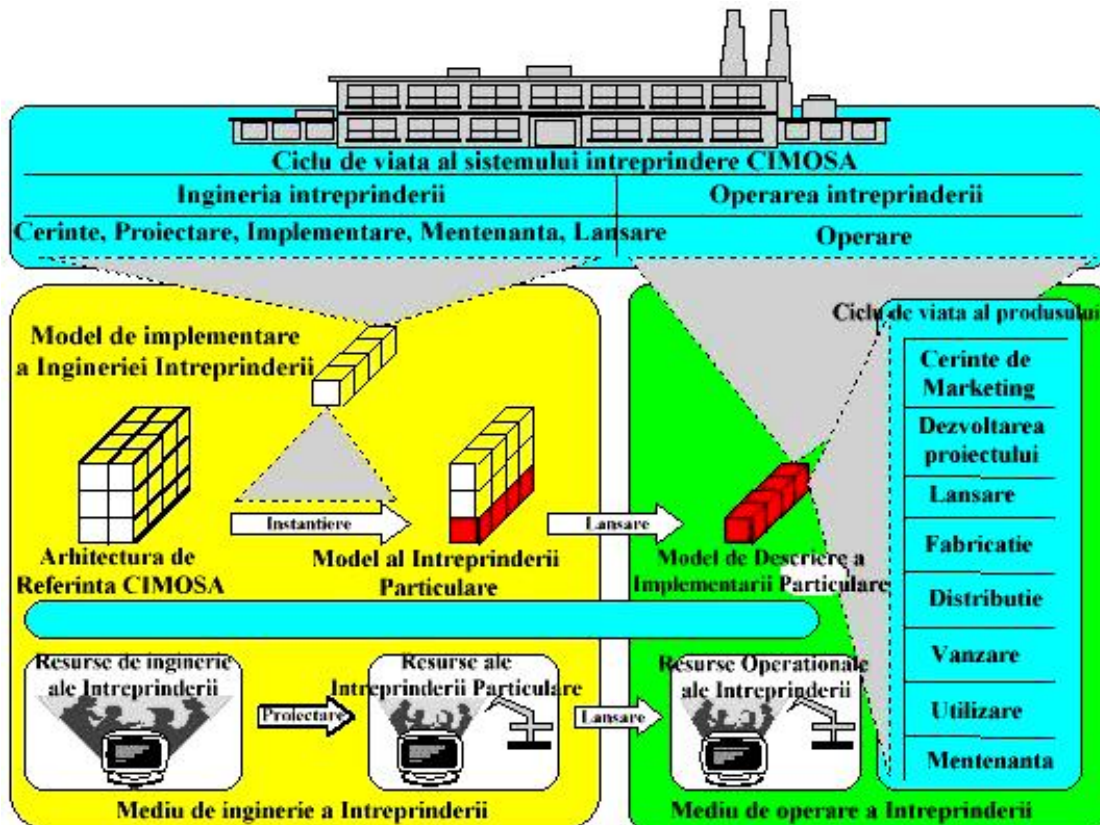 Ciclu de viata al sistemului intreprindere CIMOSA
Ingineria intreprinderii
Operarea intreprinderii
Cerinte, Proiectare, Implementare, Mentenanta, Lansare
Operare
Model de implementare
a Ingineriei Intreprinderii
Arhitectura de
Referinta CIMOSA
Instantiere
Model al Intreprinderii
Particulare
Lansare
Model de Descriere a
Implementarii Particulare
Resurse de inginerie
ale Intreprinderii
Proiectare
Resurse ale
Intreprinderii Particulare
Lansare
Resurse Operationale
ale Intreprinderii
Mediu de inginerie a Intreprinderii
Mediu de operare a Intreprinderii
Ciclu de viata al produsului
Cerinte de
Marketing
Dezvoltarea
proiectului
Lansare
Fabricatie
Distributie
Vanzare
Utilizare
Mentenanta